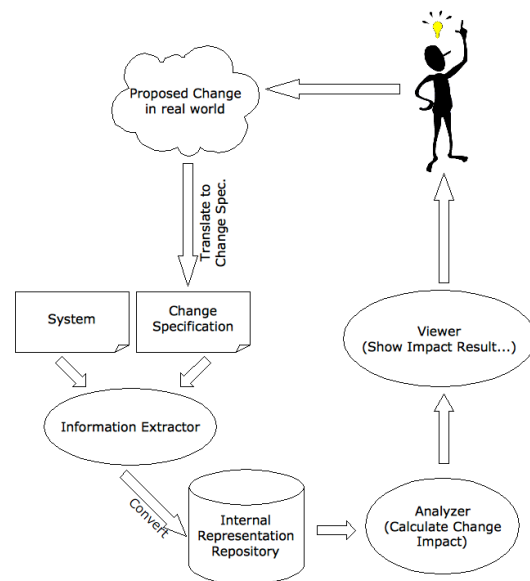 Proposed Change
in real world
Translate to
Change Spec.
System
Change
Specification
Viewer
(Show Impact Result...)
Information Extractor
Convert
Internal
Representation
Repository
Analyzer
(Calculate Change
Impact)